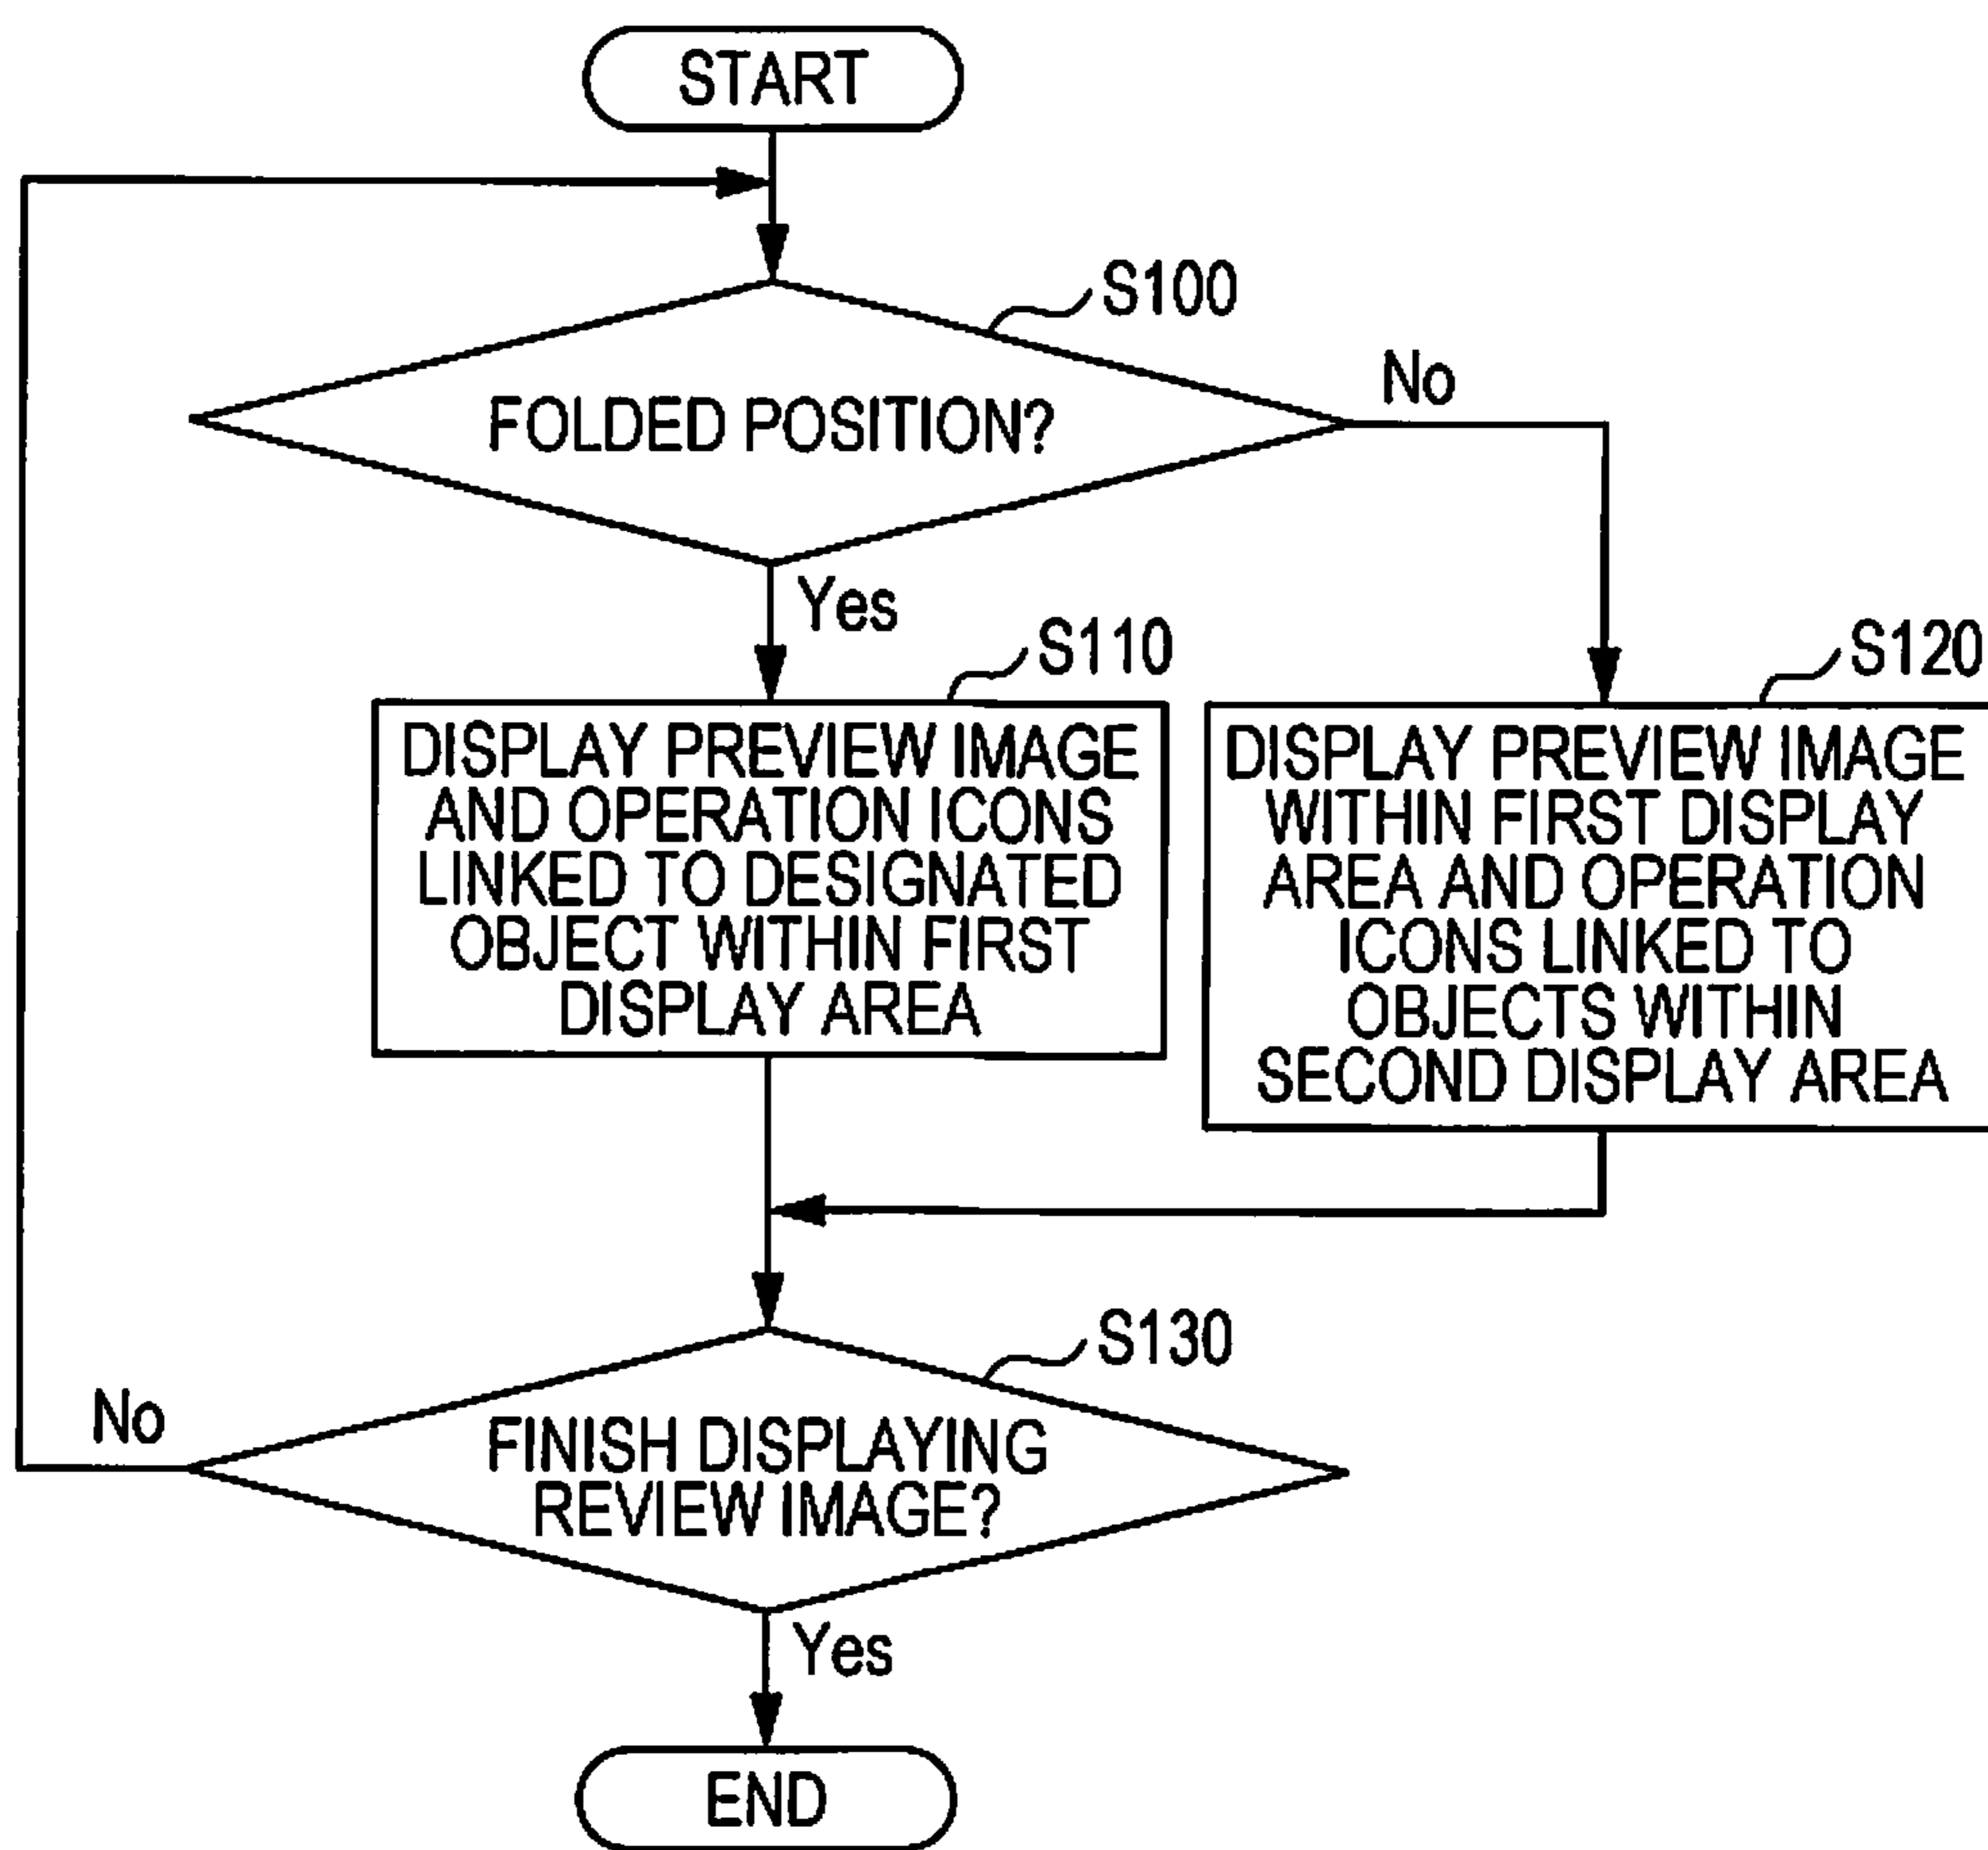 START
S100
FOLDED POSITION?
No
Yes
S110
DISPLAY PREVIEW IMAGE
AND OPERATION ICONS
LINKED TO DESIGNATED
OBJECT WITHIN FIRST
DISPLAY AREA
S120
DISPLAY PREVIEW IMAGE
WITHIN FIRST DISPLAY
AREA AND OPERATION
ICONS LINKED TO
OBJECTS WITHIN
SECOND DISPLAY AREA
S130
FINISH DISPLAYING
REVIEW IMAGE?
No
Yes
END